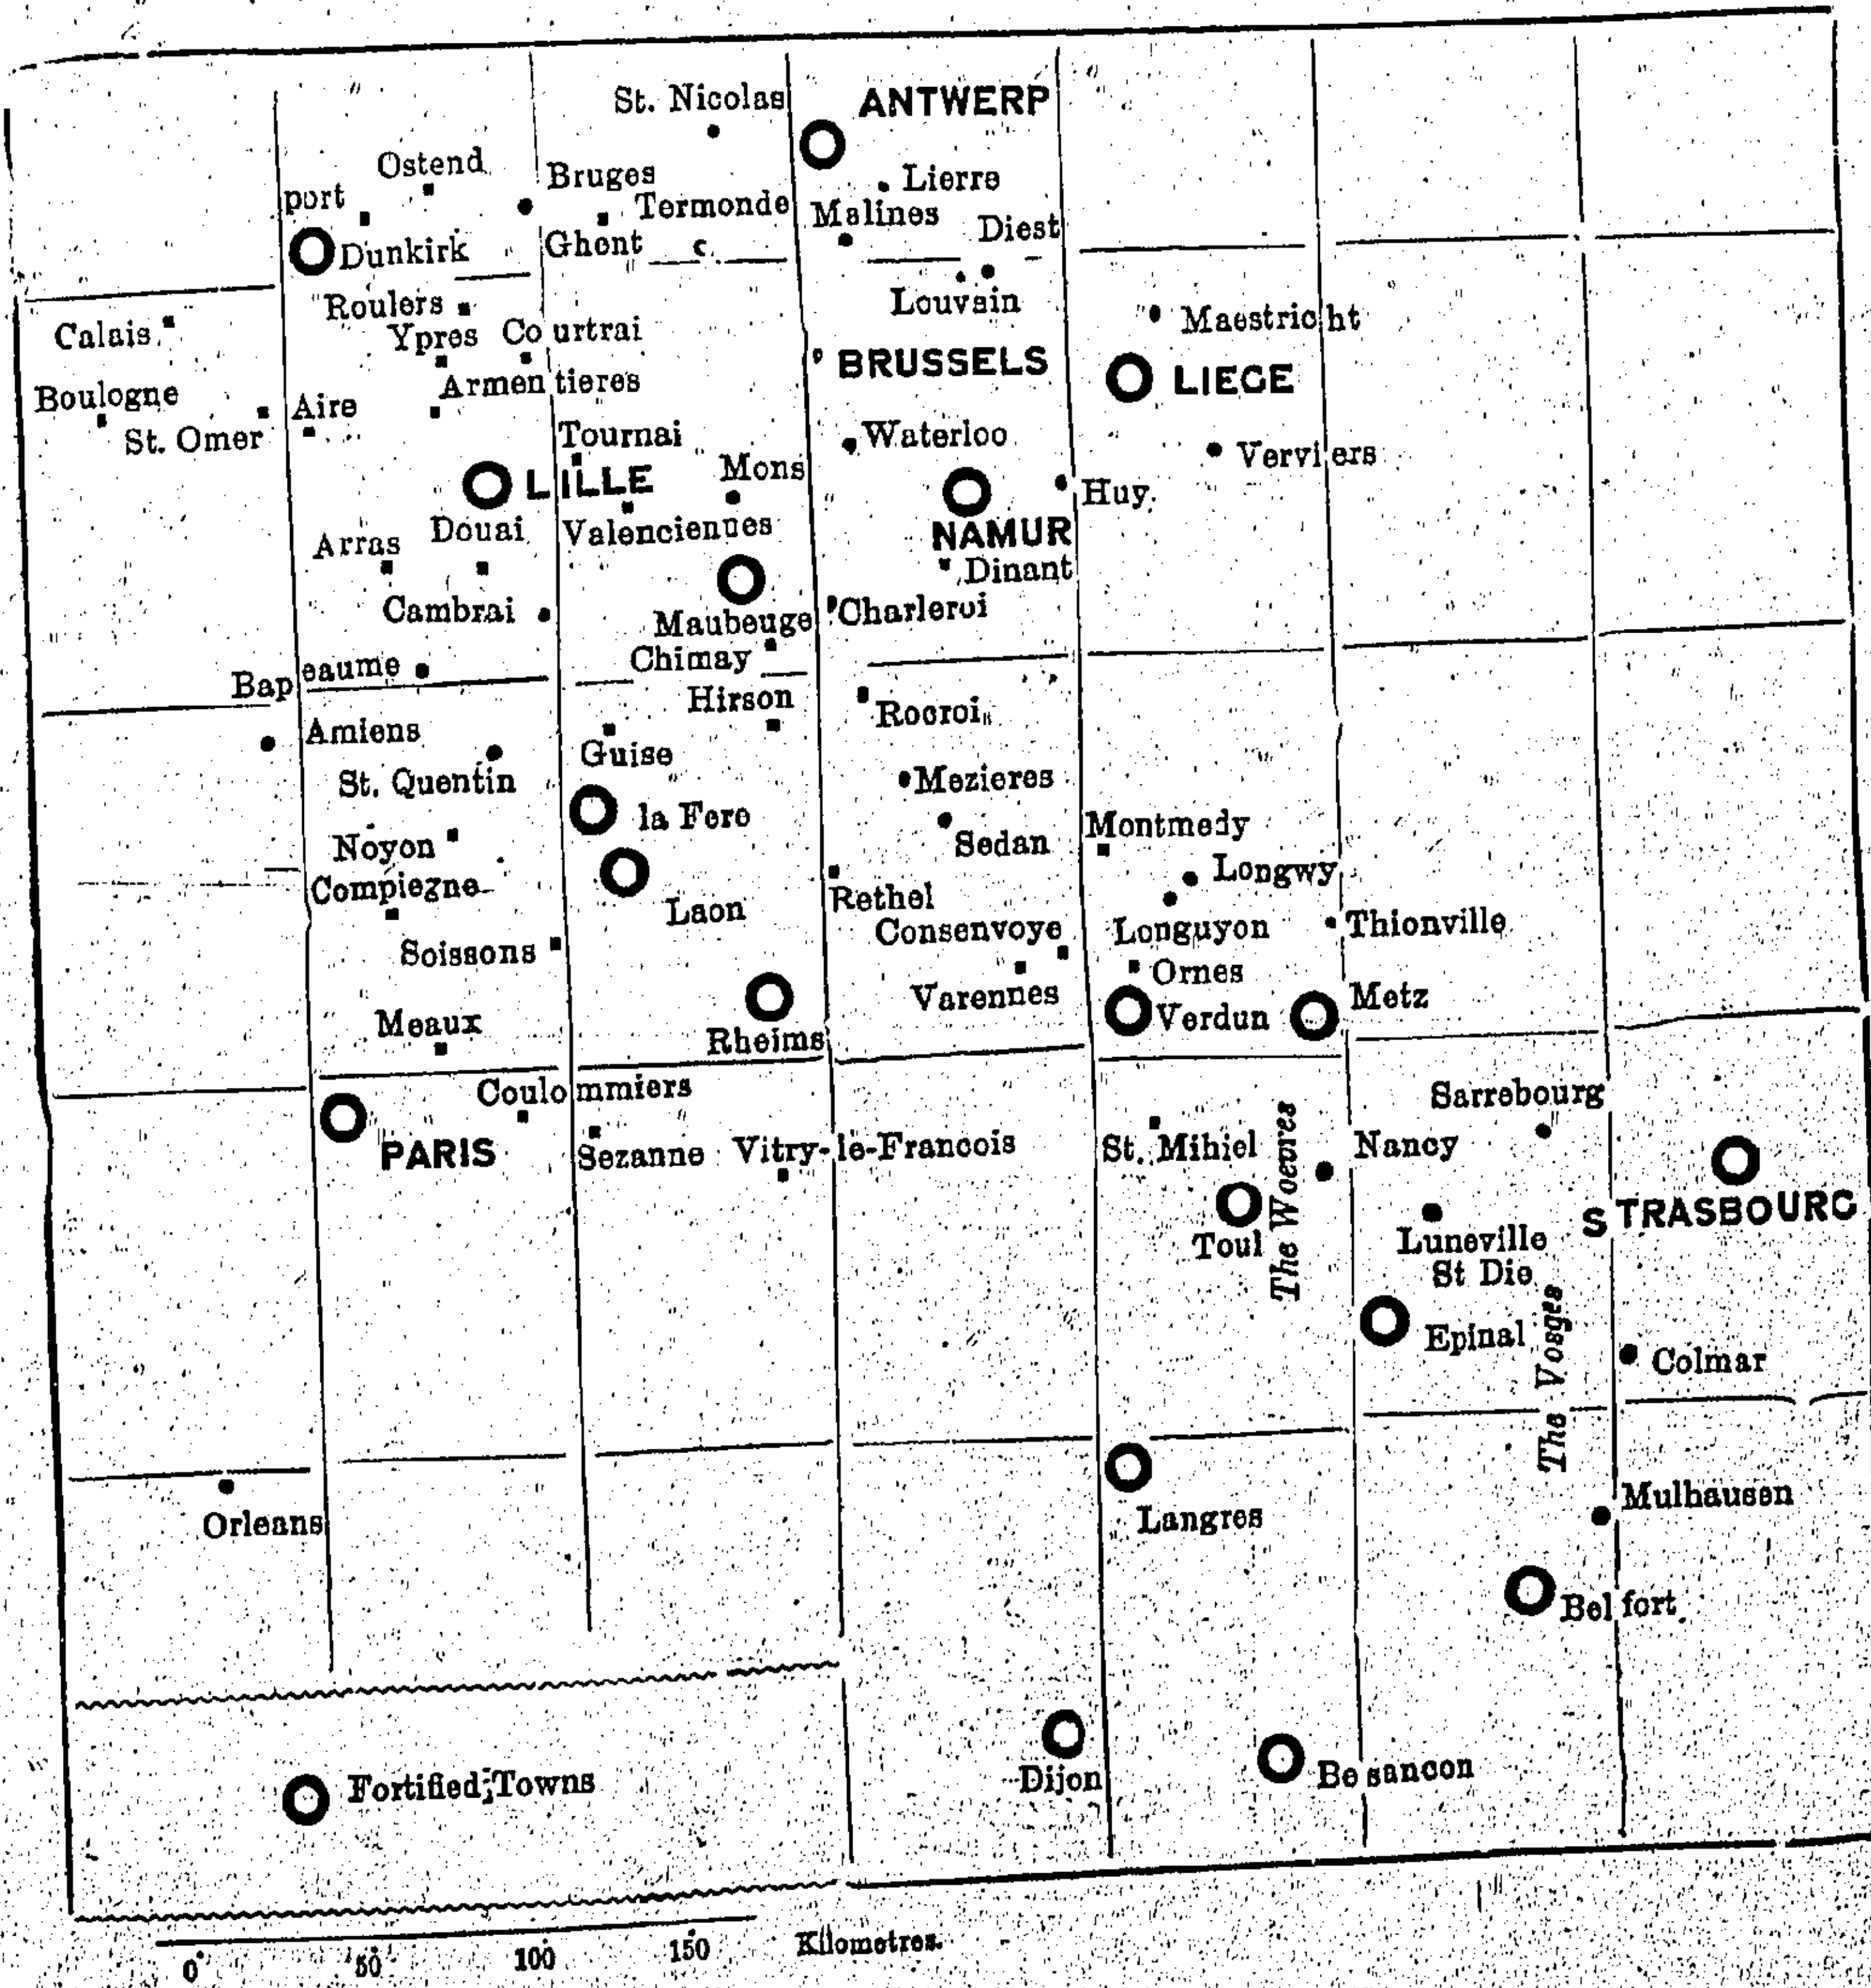 St. Nicolas
ANTWERP
Ostend
Bruges
Lierre
port
Termonde
Malines
Diest
Dunkirk
Ghent
Roulers
Louvain
Calais
Ypres
Courtrai
Maestricht
BRUSSELS
Boulogne
Armentieres
LIEGE
Aire
St. Omer
Tournai
Waterloo
Verviers
LILLE
Mons
Huy.
Arras
Douai
Valenciennes
NAMUR
Dinant
Cambrai
Maubeuge
Charleroi
Bapeaume
Chimay
Hirson
Rocroi
Amiens
Guise
St. Quentin
Mezieres
la Fere
Montmedy
Noyon
Sedan
Longwy
Compiegne
Laon
Rethel
Consenvoye
Longuyon
Thionville
Soissons
Ornes
Varennes
Metz
Meaux
Rheims
Verdun
Coulommiers
Sarrebourg
PARIS
Sezanne
Vitry-le-Francois
St. Mihiel
The Woevres
Nancy
STRASBOURG
Toul
Luneville
St Die
Epinal
The Vosges
Colmar
Orleans
Langres
Mulhausen
Belfort
Fortified Towns
Dijon
Besancon
0 50 100 150 Kilometres.